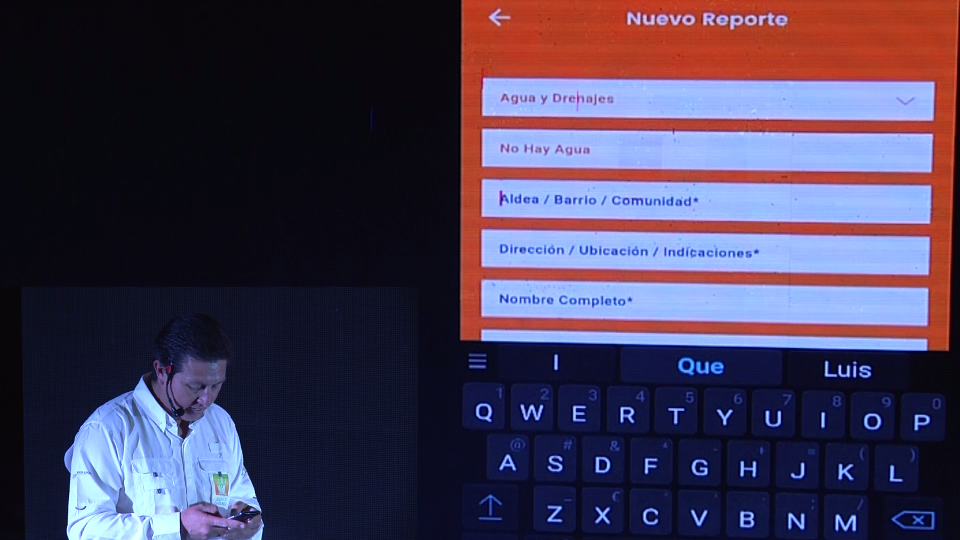 Nuevo Reporte
Agua y Drenajes
No Hay Agua
Aldea / Barrio / Comunidad*
Dirección / Ubicación / Indicaciones*
Nombre Completo*
I Que Luis
1 2 3 4 5 6 7 8 9 0
Q W E R T Y U I O P
@ # & * - + = ( )
A S D F G H J K L
Z X C V B N M